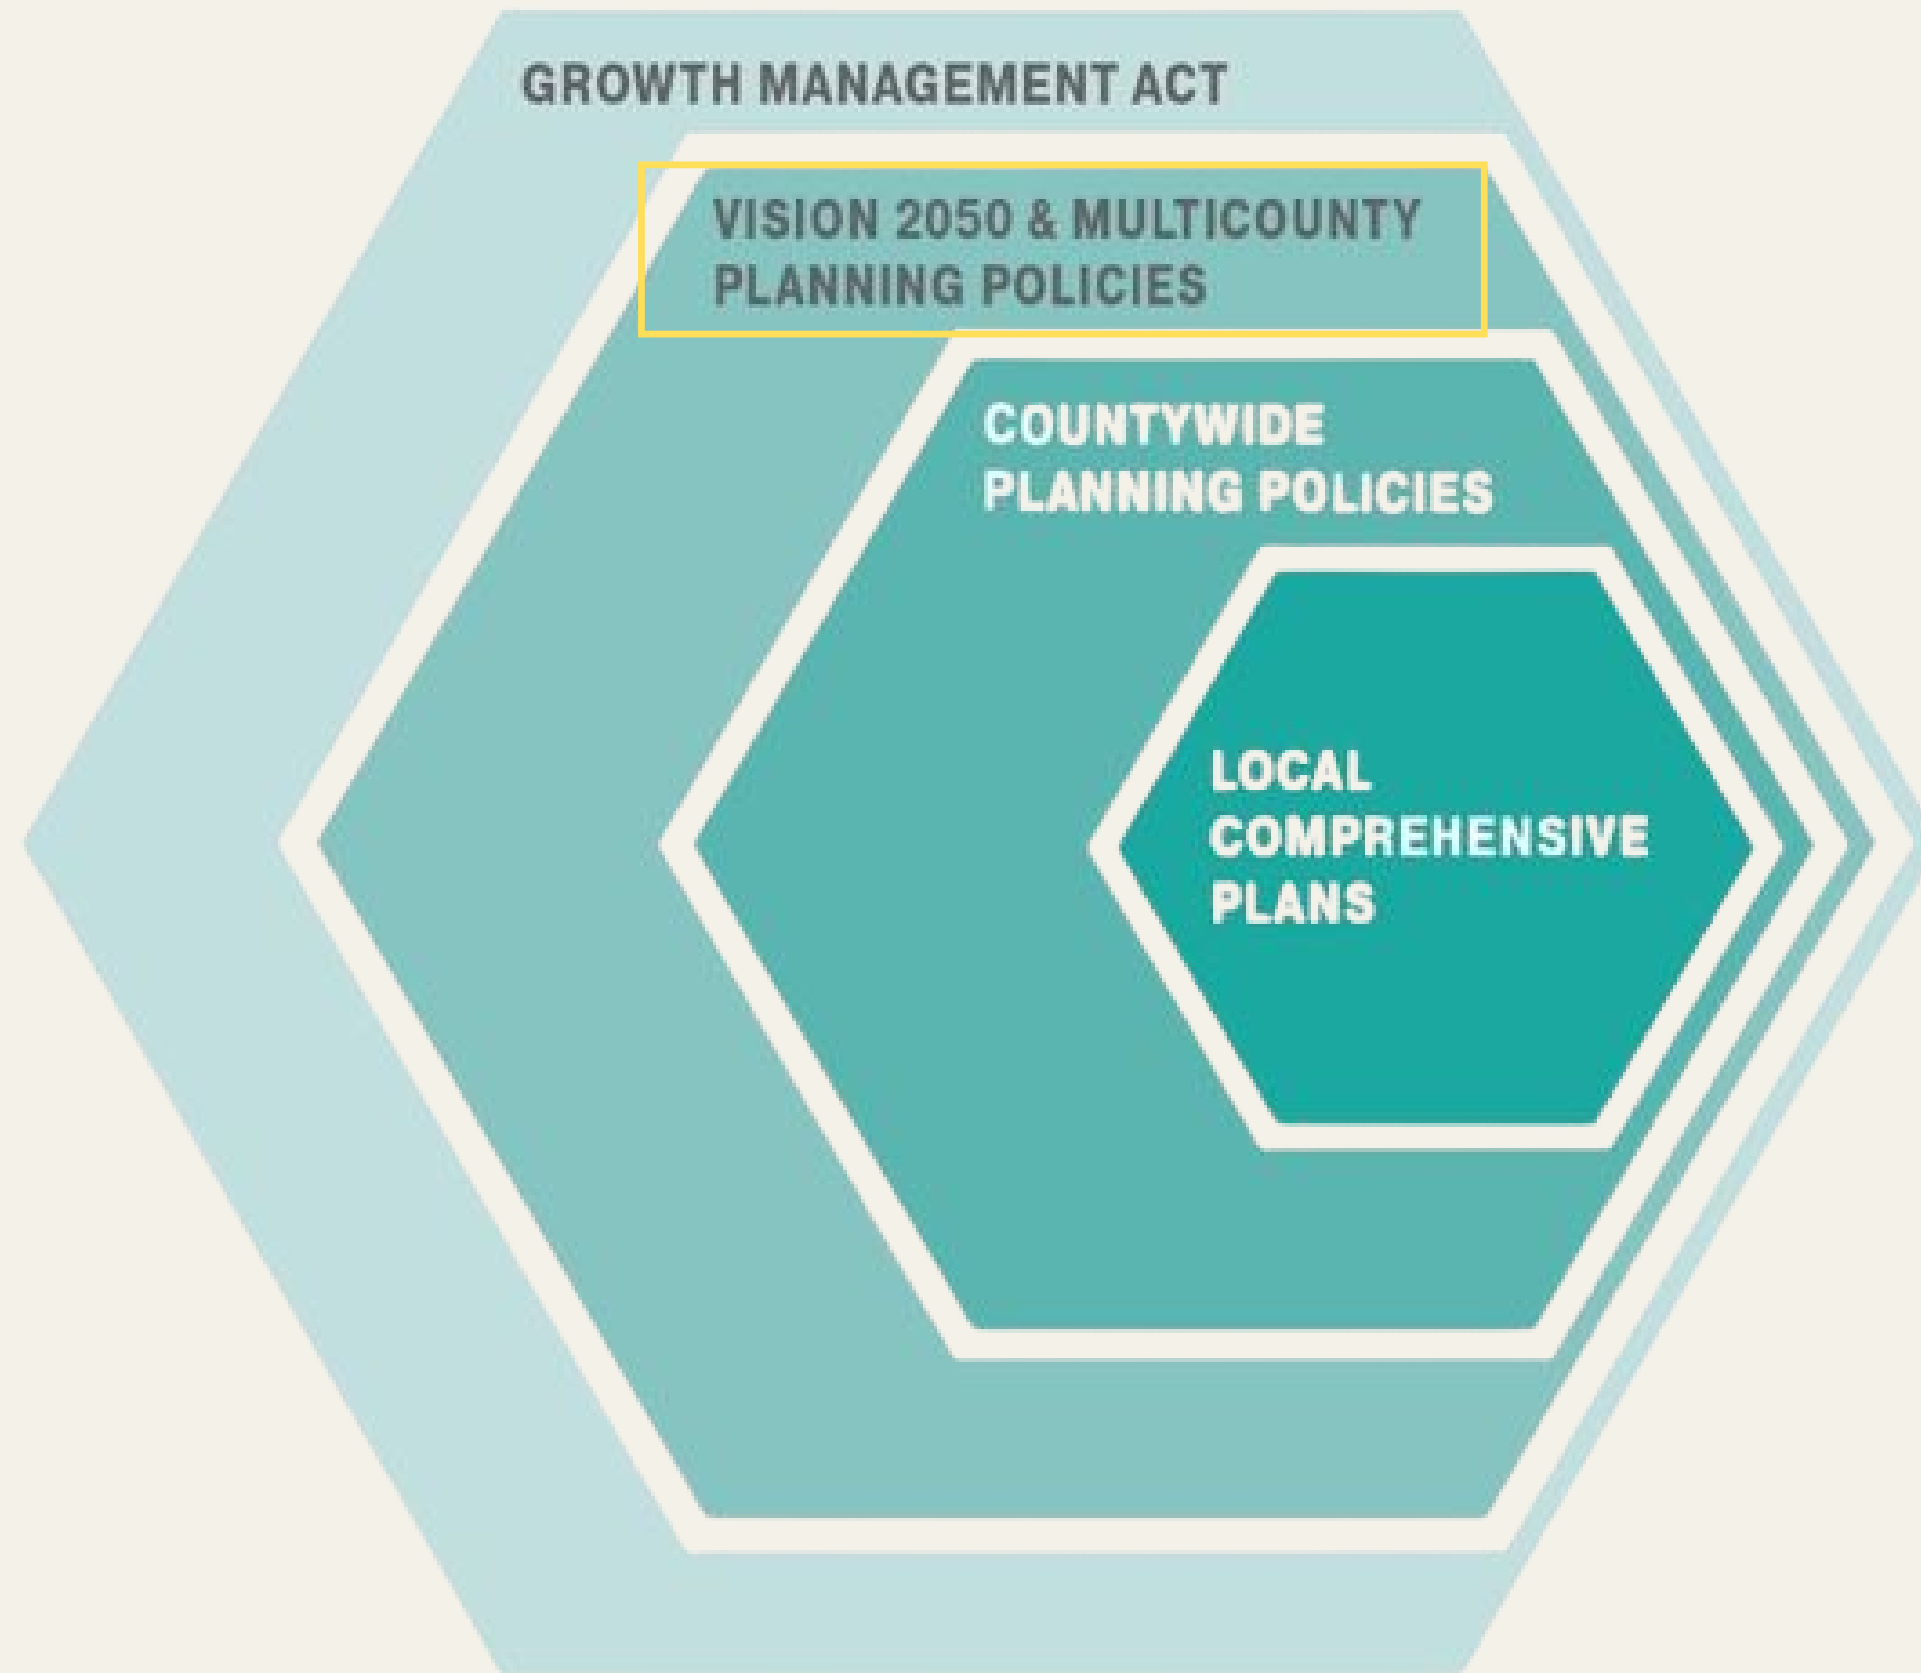 GROWTH MANAGEMENT ACT
VISION 2050 & MULTICOUNTY
PLANNING POLICIES
COUNTYWIDE
PLANNING POLICIES
LOCAL
COMPREHENSIVE
PLANS